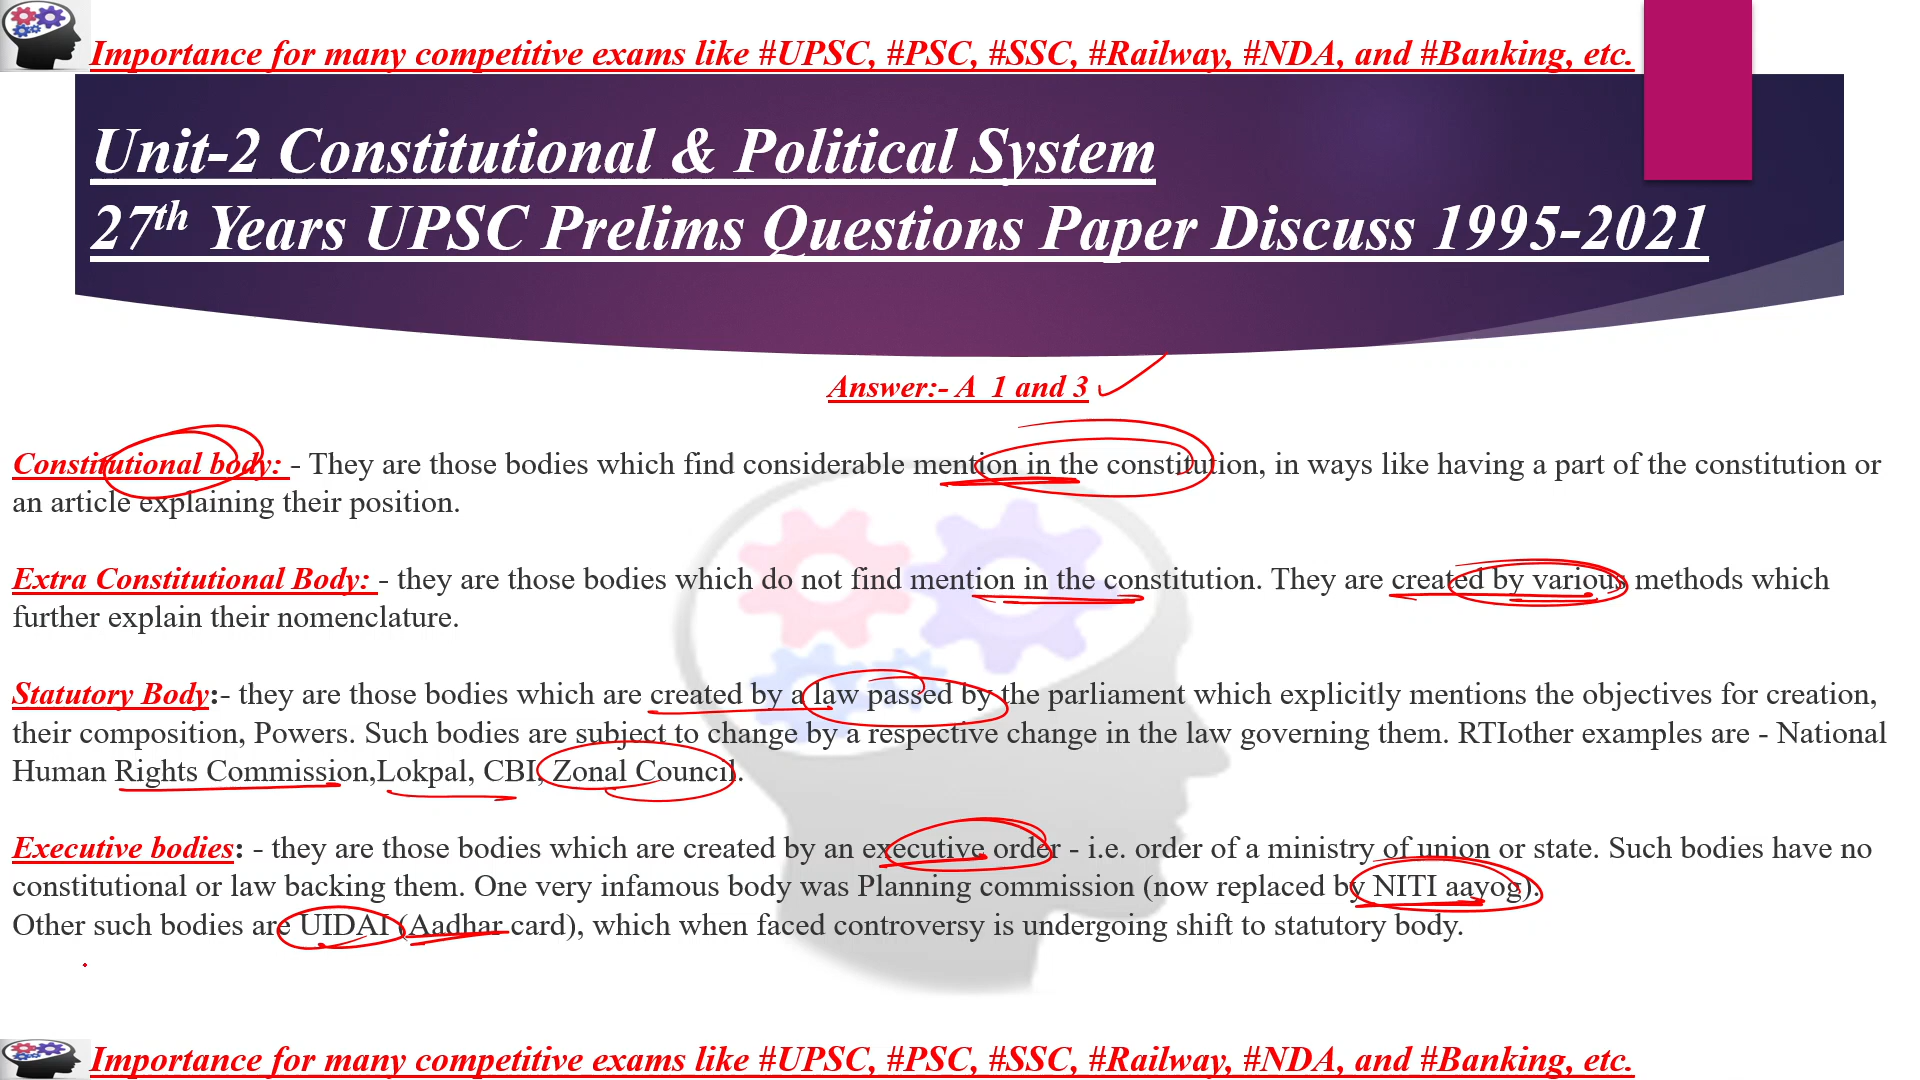 Importance for many competitive exams like #UPSC, #PSC, #SSC, #Railway, #NDA, and #Banking, etc.
Unit-2 Constitutional & Political System
27th Years UPSC Prelims Questions Paper Discuss 1995-2021
Answer:- A 1 and 3
Constitutional body: - They are those bodies which find considerable mention in the constitution, in ways like having a part of the constitution or
an article explaining their position.
Extra Constitutional Body: - they are those bodies which do not find mention in the constitution. They are created by various methods which
further explain their nomenclature.
Statutory Body:- they are those bodies which are created by a law passed by the parliament which explicitly mentions the objectives for creation,
their composition, Powers. Such bodies are subject to change by a respective change in the law governing them. RTIother examples are - National
Human Rights Commission,Lokpal, CBI, Zonal Council.
Executive bodies: - they are those bodies which are created by an executive order - i.e. order of a ministry of union or state. Such bodies have no
constitutional or law backing them. One very infamous body was Planning commission (now replaced by NITI aayog).
Other such bodies are UIDAI (Aadhar card), which when faced controversy is undergoing shift to statutory body.
Importance for many competitive exams like #UPSC, #PSC, #SSC, #Railway, #NDA, and #Banking, etc.